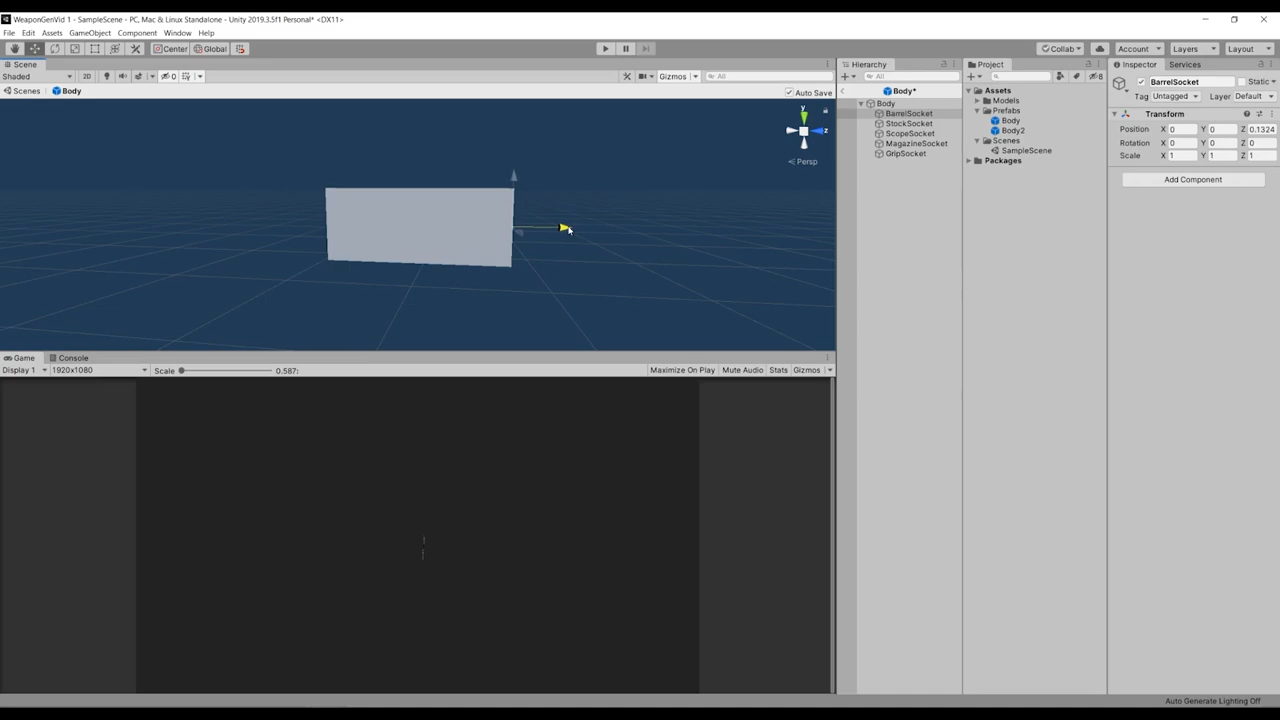 WeaponGenVid 1 - SampleScene - PC, Mac & Linux Standalone - Unity 2019.3.5f1 Personal* <DX11>
File Edit Assets GameObject Component Window Help
Center Global Collab Account Layers Layout
Scene
Shaded 2D 0 Gizmos All
Scenes Body Auto Save
y
z
Persp
Game Console
Display 1 1920x1080 Scale 0.587: Maximize On Play Mute Audio Stats Gizmos
Hierarchy
All
Body*
Body
BarrelSocket
StockSocket
ScopeSocket
MagazineSocket
GripSocket
Project
8
Assets
Models
Prefabs
Body
Body2
Scenes
SampleScene
Packages
Inspector Services
BarrelSocket Static
Tag Untagged Layer Default
Transform
Position X 0 Y 0 Z 0.1324
Rotation X 0 Y 0 Z 0
Scale X 1 Y 1 Z 1
Add Component
Auto Generate Lighting Off